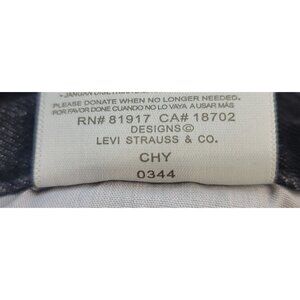 PLEASE DONATE WHEN NO LONGER NEEDED.
POR FAVOR DONE CUANDO NO LO VAYA A USAR MÁS
RN# 81917 CA# 18702
DESIGNS©
LEVI STRAUSS & CO.
CHY
0344